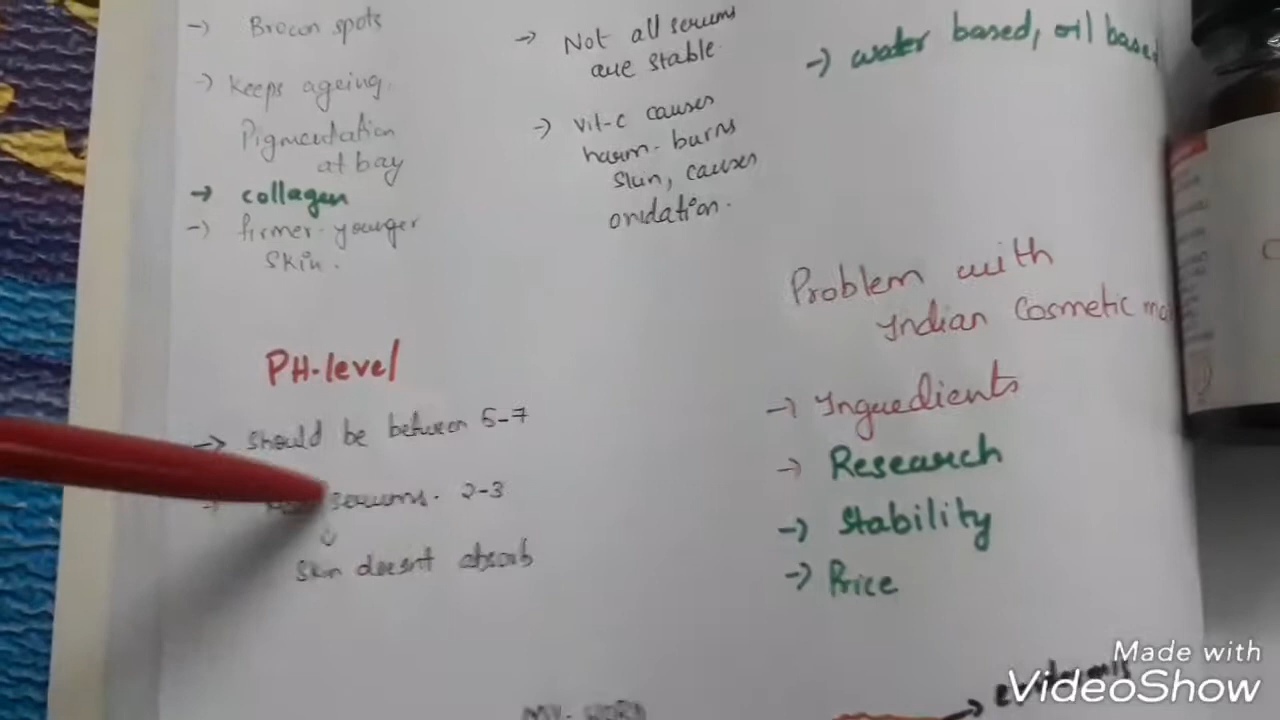 -> Brown spots
-> Keeps ageing,
Pigmentation
at bay
-> collagen
-> firmer-younger
Skin.
-> Not all serums
are stable.
-> Vit-c causes
harm-burns
skin, causes
oxidation.
-> water based, oil based
PH-level
-> should be between 5-7
serums. 2-3
Skin doesn't absorb
Problem with
Indian Cosmetic
-> Ingredients
-> Research
-> Stability
-> Price
Made with
VideoShow